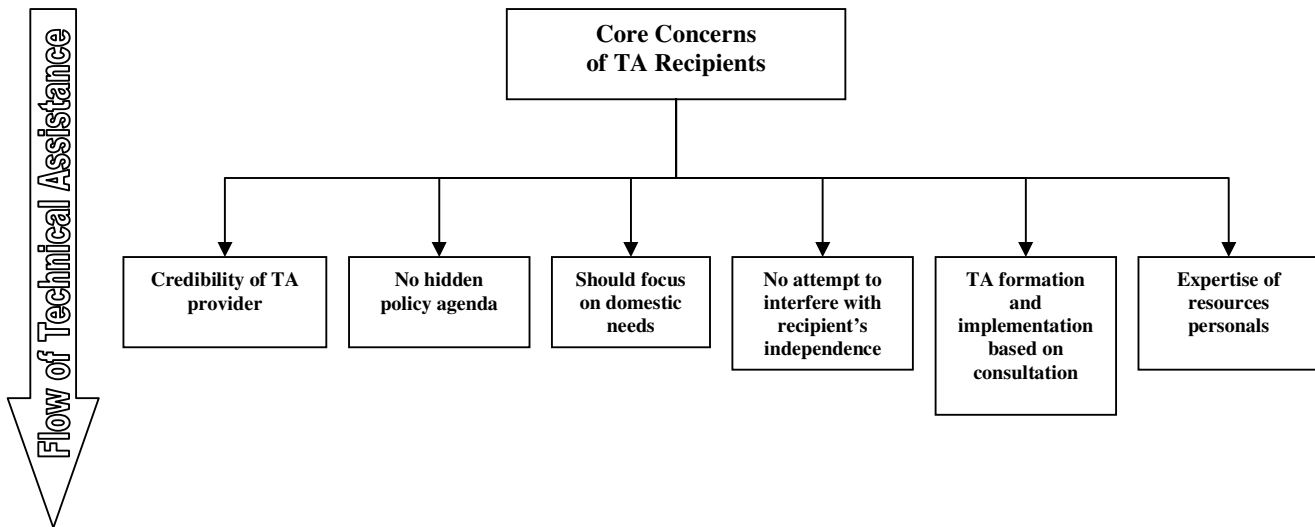 Flow of Technical Assistance
Core Concerns
of TA Recipients
Credibility of TA
provider
No hidden
policy agenda
Should focus
on domestic
needs
No attempt to
interfere with
recipient’s
independence
TA formation
and
implementation
based on
consultation
Expertise of
resources
personals